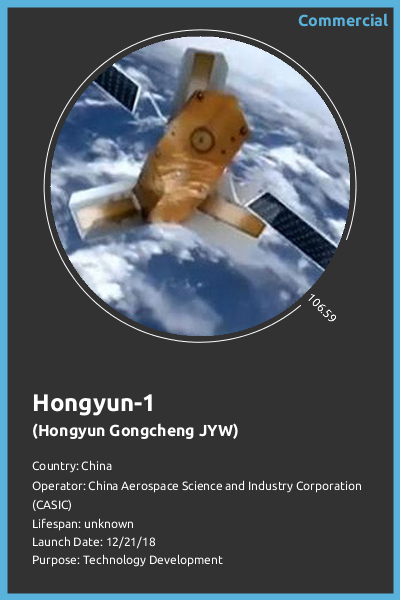 Commercial
106.59
Hongyun-1
(Hongyun Gongcheng JYW)
Country: China
Operator: China Aerospace Science and Industry Corporation
(CASIC)
Lifespan: unknown
Launch Date: 12/21/18
Purpose: Technology Development